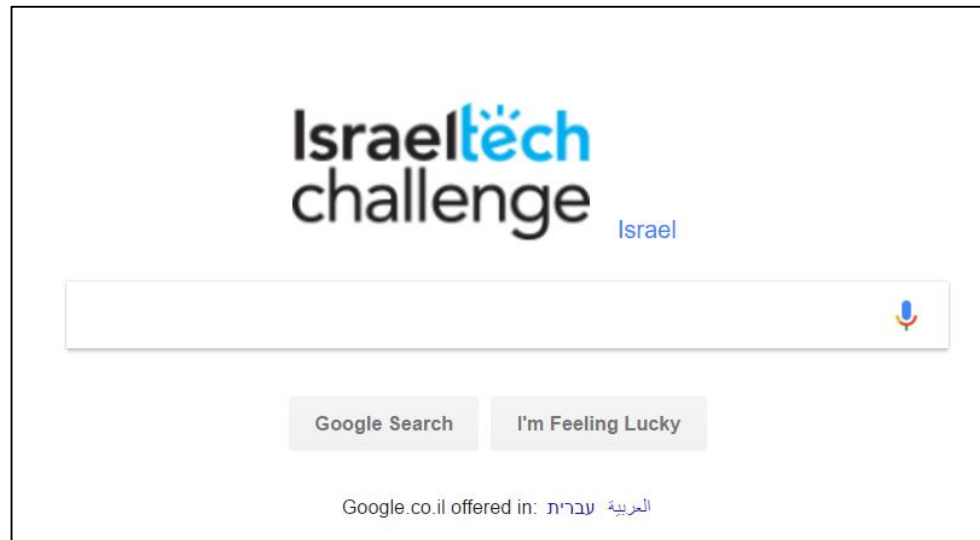 Israeltech
challenge
Israel
Google Search
I'm Feeling Lucky
Google.co.il offered in: עברית العربية